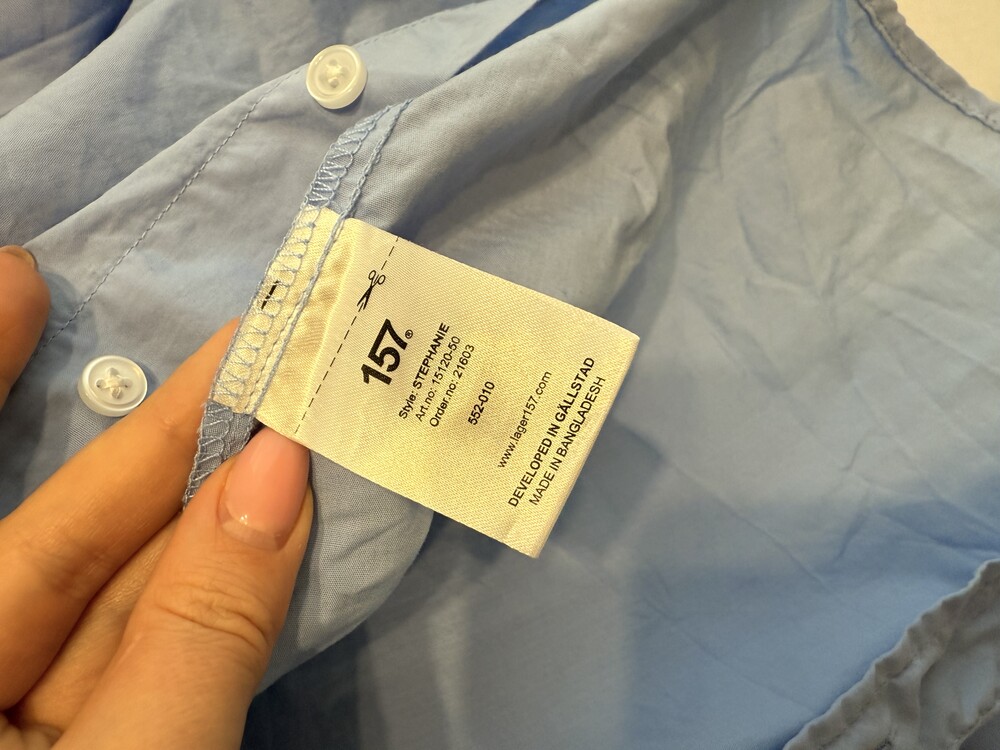 157®
Style: STEPHANIE
Art.no: 15120-50
Order.no: 21603
552-010
www.lager157.com
DEVELOPED IN GÄLLSTAD
MADE IN BANGLADESH